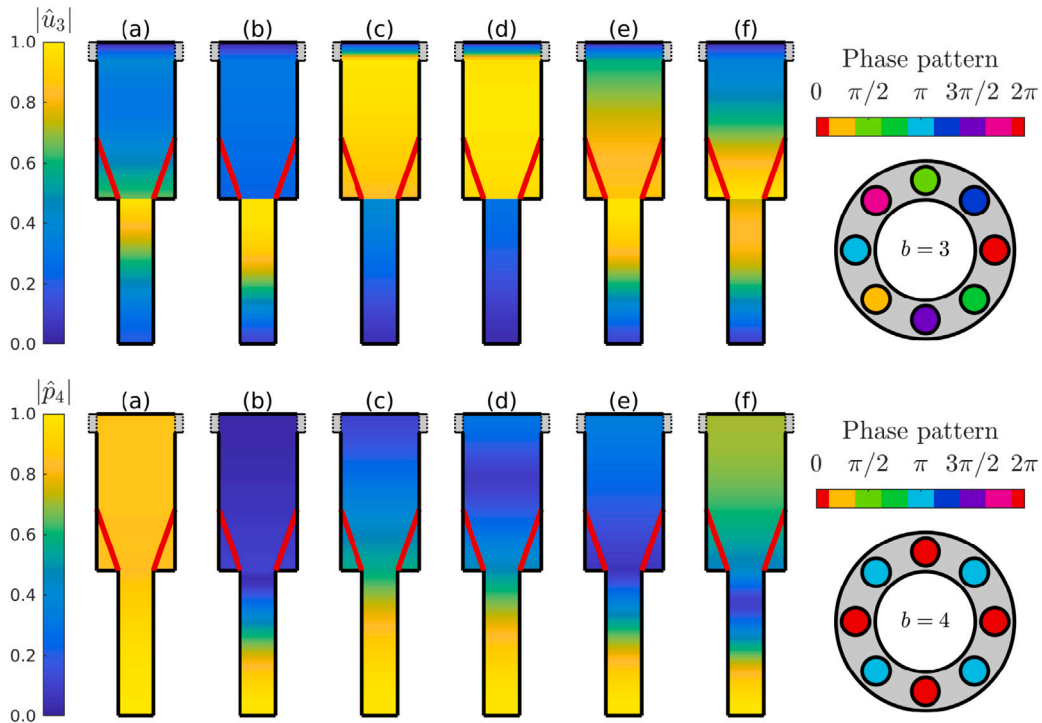 |û₃| (a) (b) (c) (d) (e) (f)
1.0
0.8
0.6
0.4
0.2
0.0
Phase pattern
0 π/2 π 3π/2 2π
b = 3
|p̂₄| (a) (b) (c) (d) (e) (f)
1.0
0.8
0.6
0.4
0.2
0.0
Phase pattern
0 π/2 π 3π/2 2π
b = 4